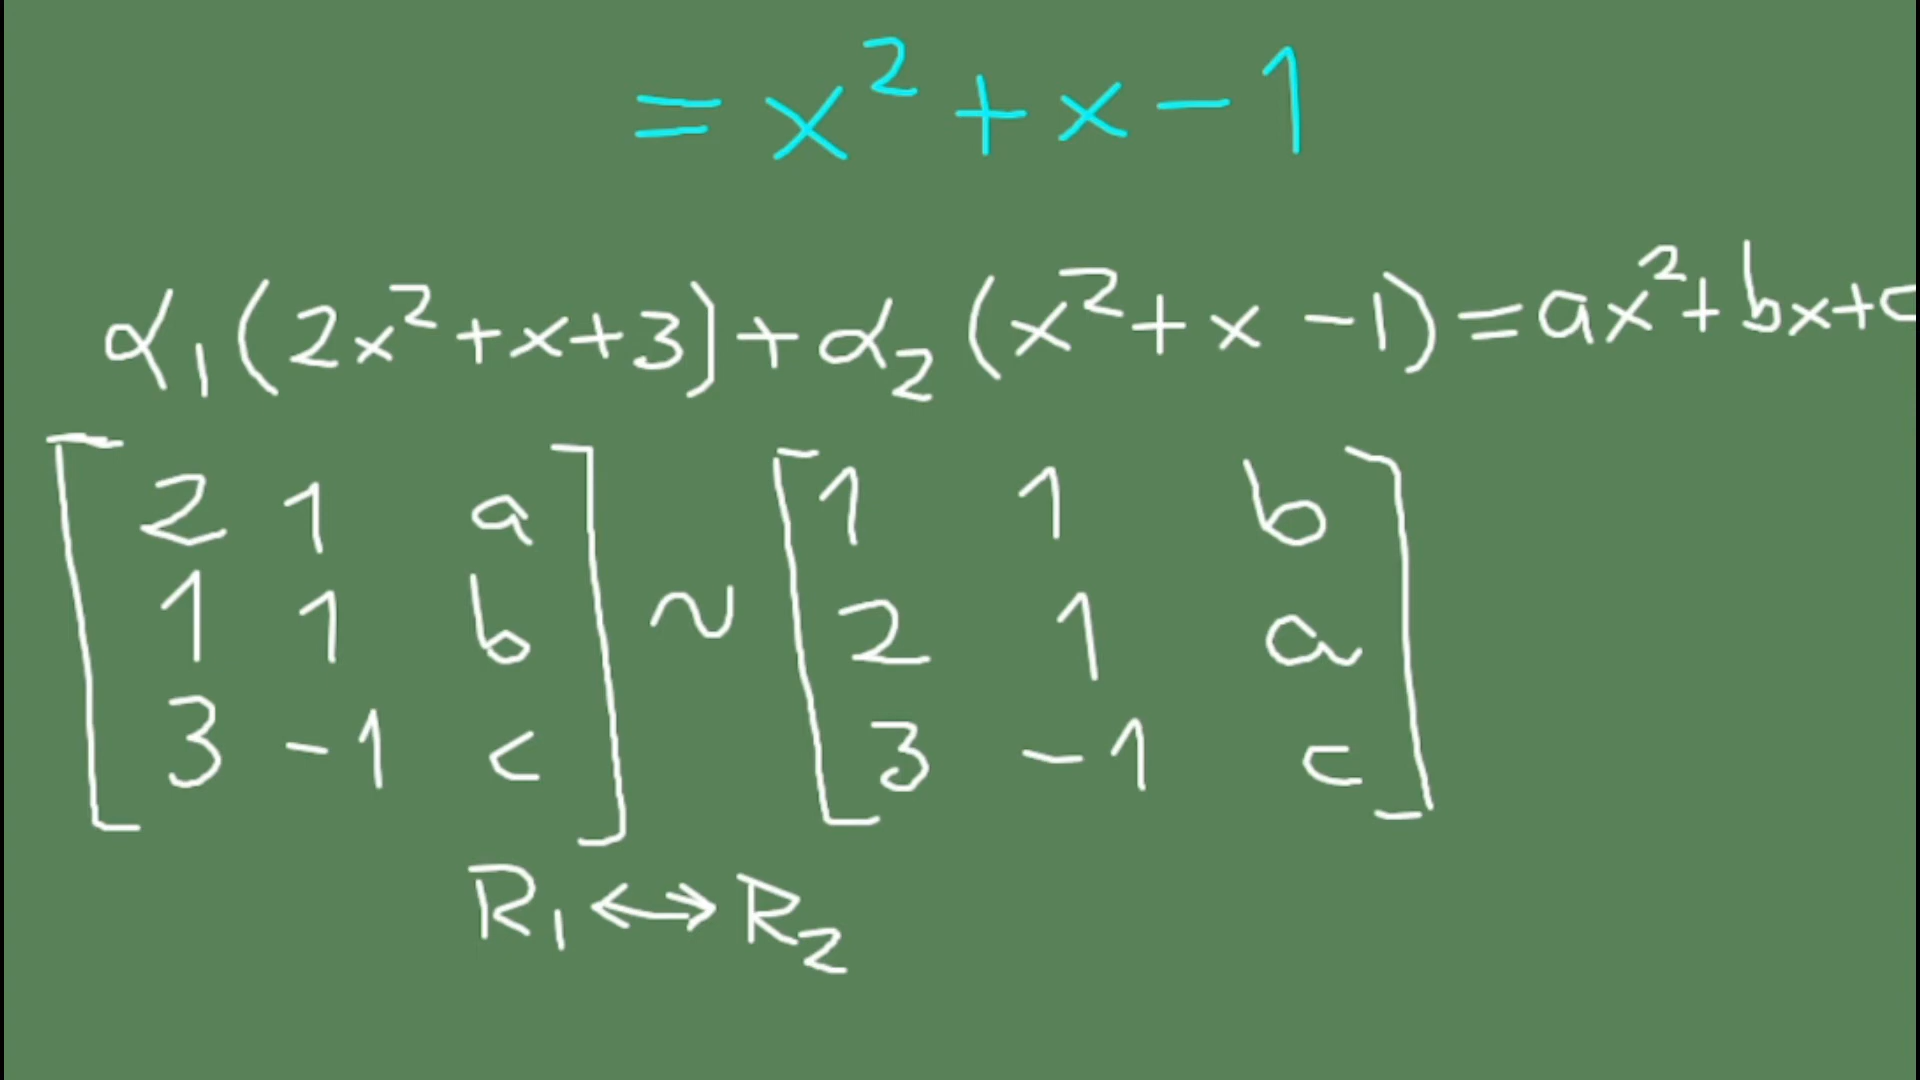 = x² + x - 1
α₁(2x² + x + 3) + α₂(x² + x - 1) = ax² + bx + c
[2 1 a] ~ [1 1 b]
[1 1 b] [2 1 a]
[3 -1 c] [3 -1 c]
R₁ ↔ R₂